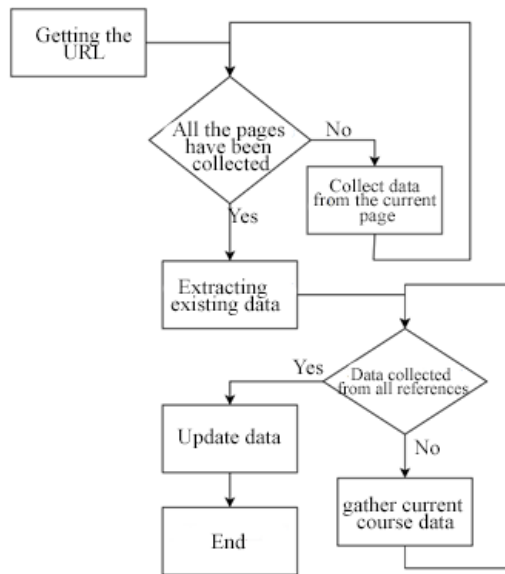 Getting the
URL
All the pages
have been
collected
No
Collect data
from the current
page
Yes
Extracting
existing data
Yes
Data collected
from all references
Update data
No
gather current
course data
End